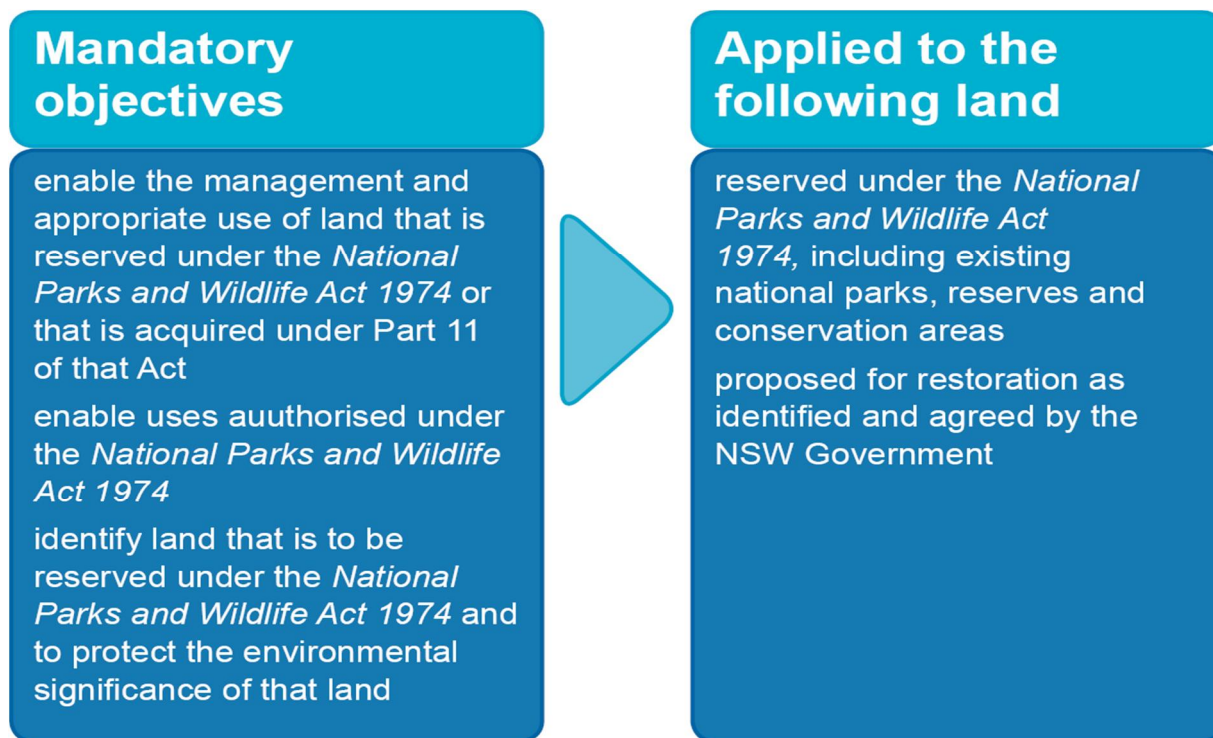 Mandatory
objectives
enable the management and
appropriate use of land that is
reserved under the National
Parks and Wildlife Act 1974 or
that is acquired under Part 11
of that Act
enable uses auuthorised under
the National Parks and Wildlife
Act 1974
identify land that is to be
reserved under the National
Parks and Wildlife Act 1974 and
to protect the environmental
significance of that land
Applied to the
following land
reserved under the National
Parks and Wildlife Act
1974, including existing
national parks, reserves and
conservation areas
proposed for restoration as
identified and agreed by the
NSW Government